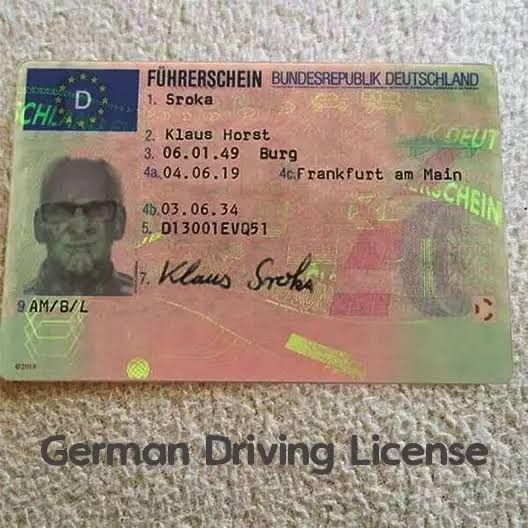 FÜHRERSCHEIN BUNDESREPUBLIK DEUTSCHLAND
D
1. Sroka
2. Klaus Horst
3. 06.01.49 Burg
4a. 04.06.19 4c. Frankfurt am Main
4b. 03.06.34
5. D13001EVQ51
7. Klaus Sroka
9 AM/B/L
German Driving License